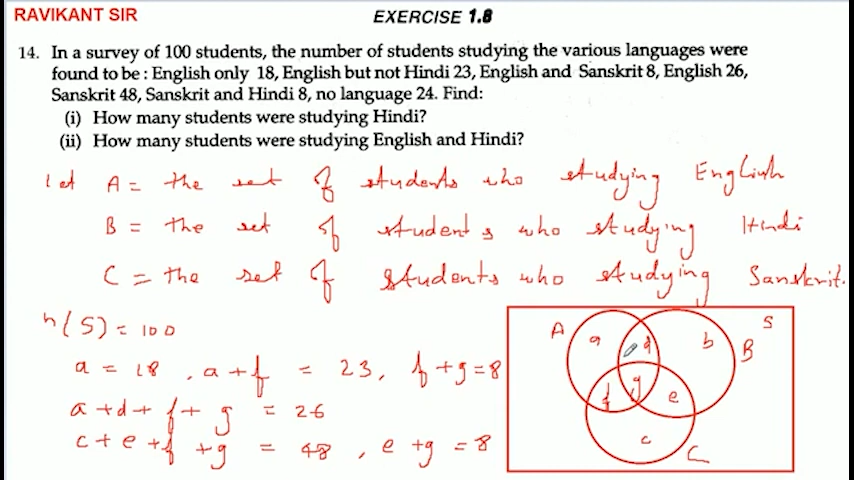 RAVIKANT SIR
EXERCISE 1.8
14. In a survey of 100 students, the number of students studying the various languages were
found to be : English only 18, English but not Hindi 23, English and Sanskrit 8, English 26,
Sanskrit 48, Sanskrit and Hindi 8, no language 24. Find:
(i) How many students were studying Hindi?
(ii) How many students were studying English and Hindi?
Let A = the set of students who studying English
B = the set of students who studying Hindi
C = the set of students who studying Sanskrit.
n(S) = 100
a = 18, a + f = 23, f + g = 8
a + d + f + g = 26
c + e + f + g = 48, e + g = 8
A a d b B S
f g e
c C